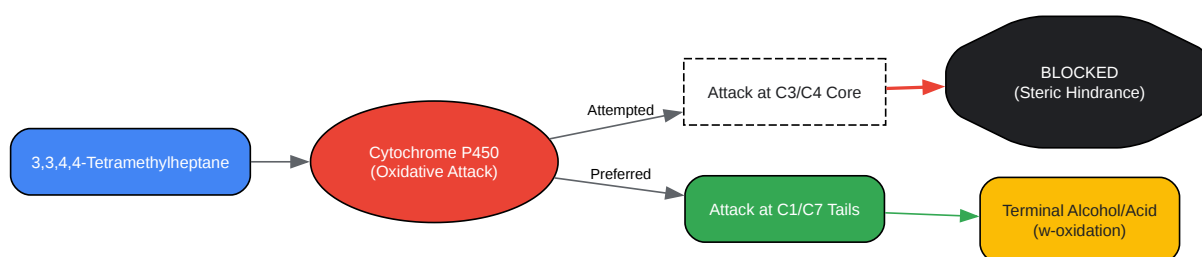 3,3,4,4-Tetramethylheptane
Cytochrome P450
(Oxidative Attack)
Attempted
Preferred
Attack at C3/C4 Core
Attack at C1/C7 Tails
BLOCKED
(Steric Hindrance)
Terminal Alcohol/Acid
(w-oxidation)